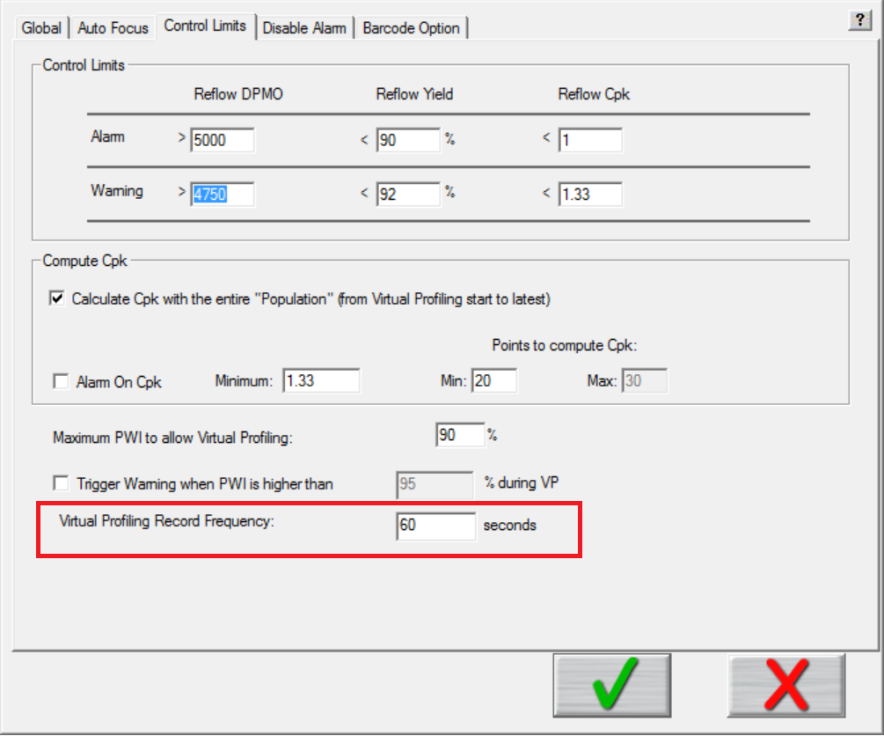 Global Auto Focus Control Limits Disable Alarm Barcode Option ?
Control Limits
Reflow DPMO Reflow Yield Reflow Cpk
Alarm > 5000 < 90 % < 1
Warning > 4750 < 92 % < 1.33
Compute Cpk
Calculate Cpk with the entire "Population" (from Virtual Profiling start to latest)
Points to compute Cpk:
Alarm On Cpk Minimum: 1.33 Min: 20 Max: 30
Maximum PWI to allow Virtual Profiling: 90 %
Trigger Warning when PWI is higher than 95 % during VP
Virtual Profiling Record Frequency: 60 seconds